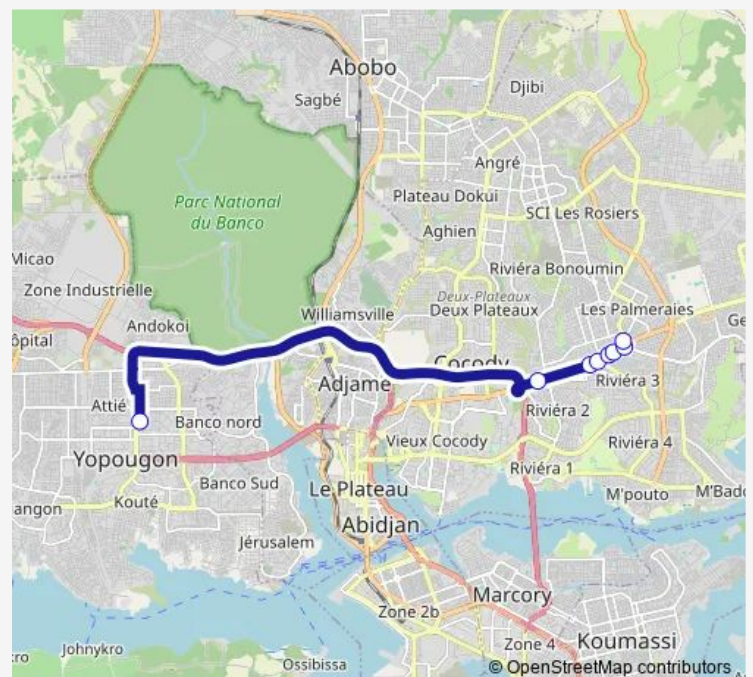 Abobo
Sagbé
Djibi
Angré
Plateau Dokui
Parc National
du Banco
SCI Les Rosiers
Aghien
Micao
Riviéra Bonoumin
Zone Industrielle
Deux-Plateaux
Deux Plateaux
Williamsville
Les Palmeraies
Andokoi
ôpital
Ge
Cocody
Adjamé
Riviéra 3
Attié
Banco nord
Riviéra 2
Vieux Cocody
Riviéra 4
Yopougon
Riviéra 1
Banco Sud
Le Plateau
M'pouto
M'Bado
Kouté
angon
Abidjan
Jérusalem
Marcory
Zone 2b
Johnykro
Zone 4
Koumassi
kro
Ossibissa
© OpenStreetMap contributors